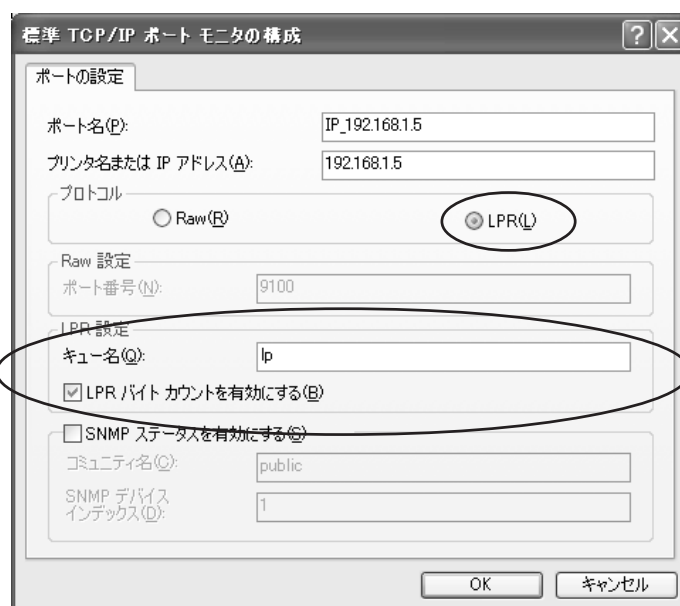 標準 TCP/IP ポート モニタの構成
ポートの設定
ポート名(P): IP_192.168.1.5
プリンタ名または IP アドレス(A): 192.168.1.5
プロトコル
Raw(R) LPR(L)
Raw 設定
ポート番号(N): 9100
LPR 設定
キュー名(Q): lp
LPR バイト カウントを有効にする(B)
SNMP ステータスを有効にする(S)
コミュニティ名(C): public
SNMP デバイス
インデックス(D): 1
OK キャンセル